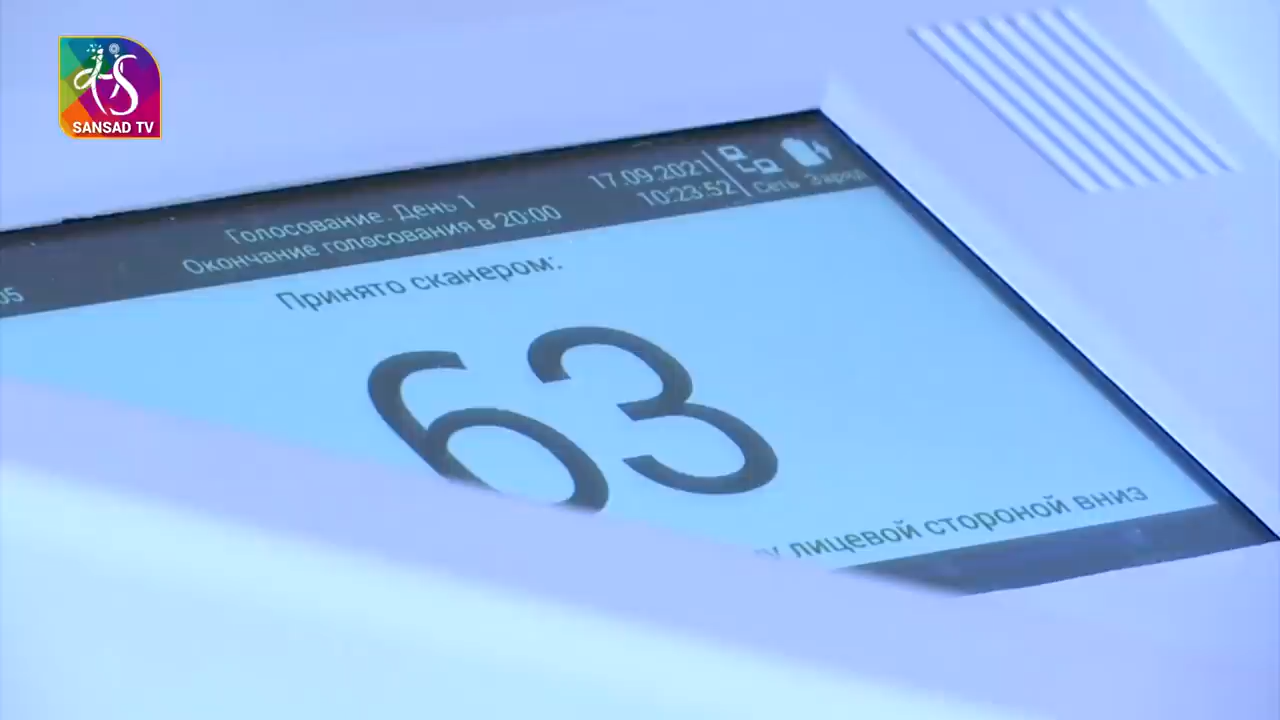 SANSAD TV
Голосование. День 1
Окончание голосования в 20:00
17.09.2021
10:23:52
Сеть Заряд
05
Принято сканером:
63
лицевой стороной вниз